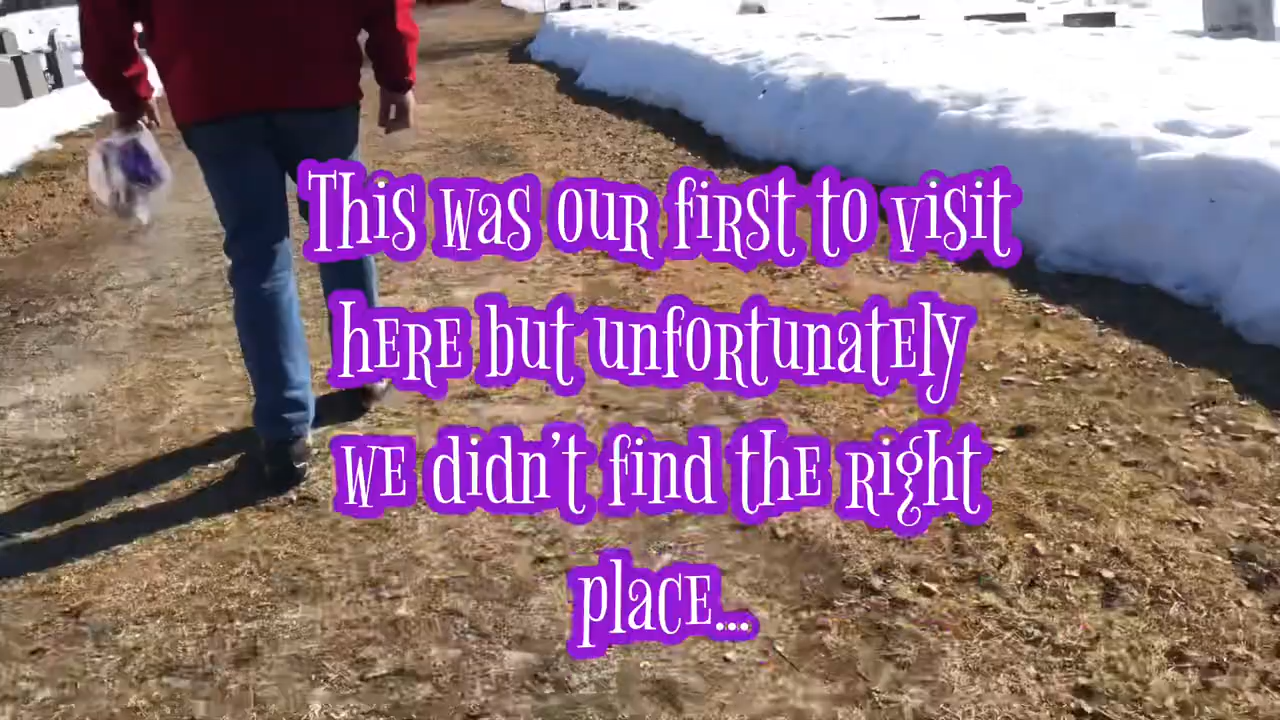 This was our first to visit
here but unfortunately
we didn't find the right
place...